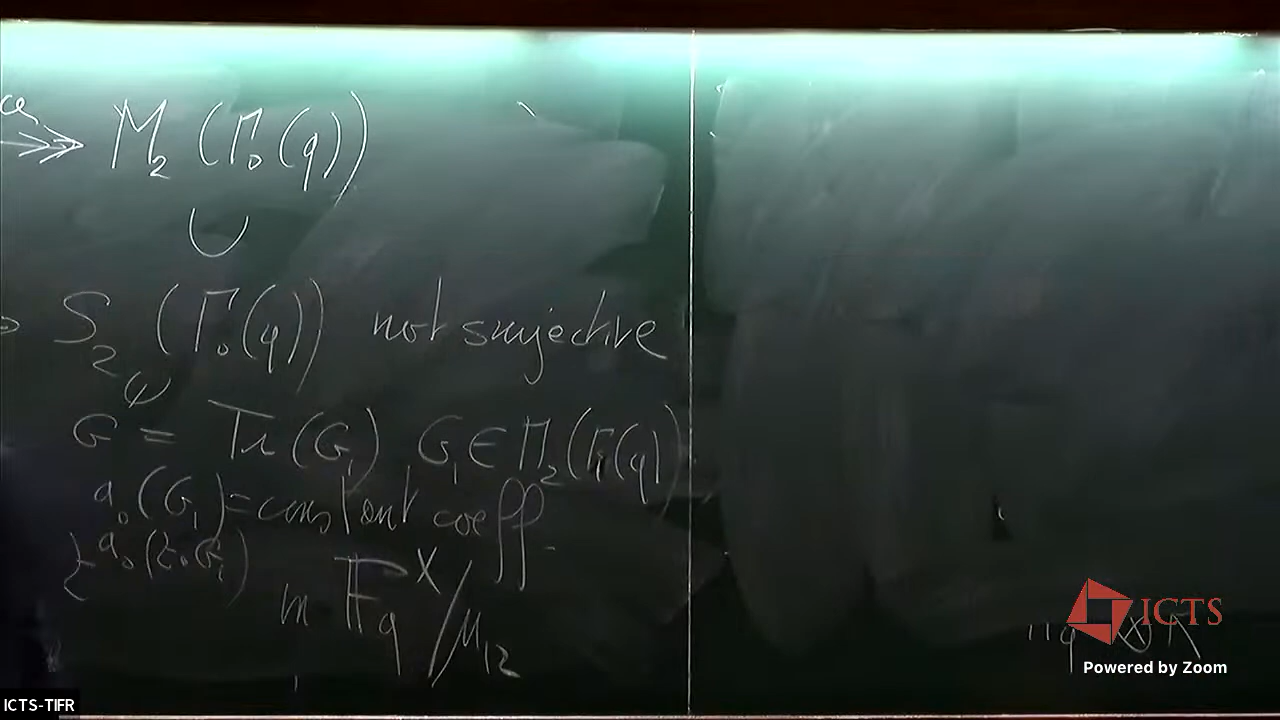 ↠ M₂ (Γ₀(q))
∪
S₂ (Γ₀(q)) not surjective
ψ
G = Tr(G₁), G₁ ∈ M₂(Γ₁(q))
a₀(G₁) = constant coeff.
a₀(G₁)
in F_q^× / μ₁₂
⊗
ICTS
Powered by Zoom
ICTS-TIFR